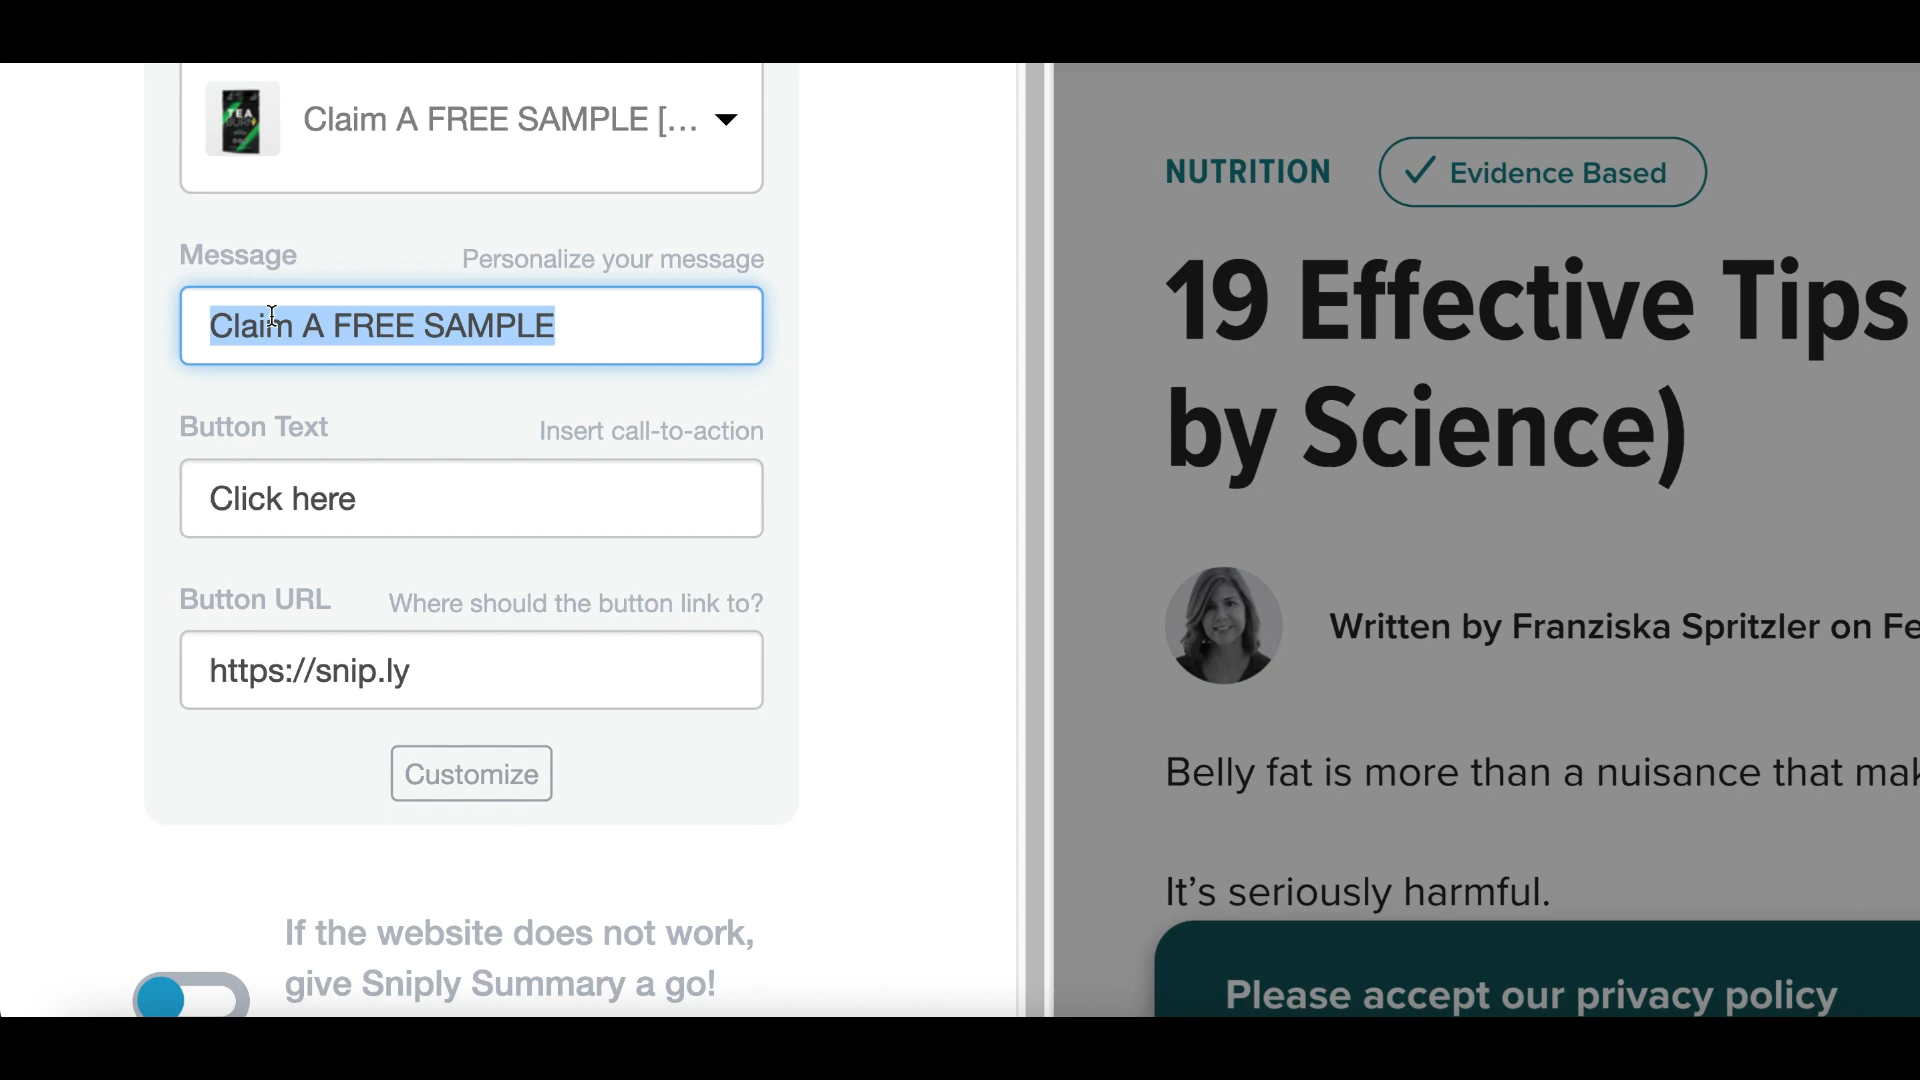 TEA
Claim A FREE SAMPLE [...
Message
Personalize your message
Claim A FREE SAMPLE
Button Text
Insert call-to-action
Click here
Button URL
Where should the button link to?
https://snip.ly
Customize
If the website does not work,
give Sniply Summary a go!
NUTRITION
Evidence Based
19 Effective Tips
by Science)
Written by Franziska Spritzler on Fe
Belly fat is more than a nuisance that mak
It’s seriously harmful.
Please accept our privacy policy